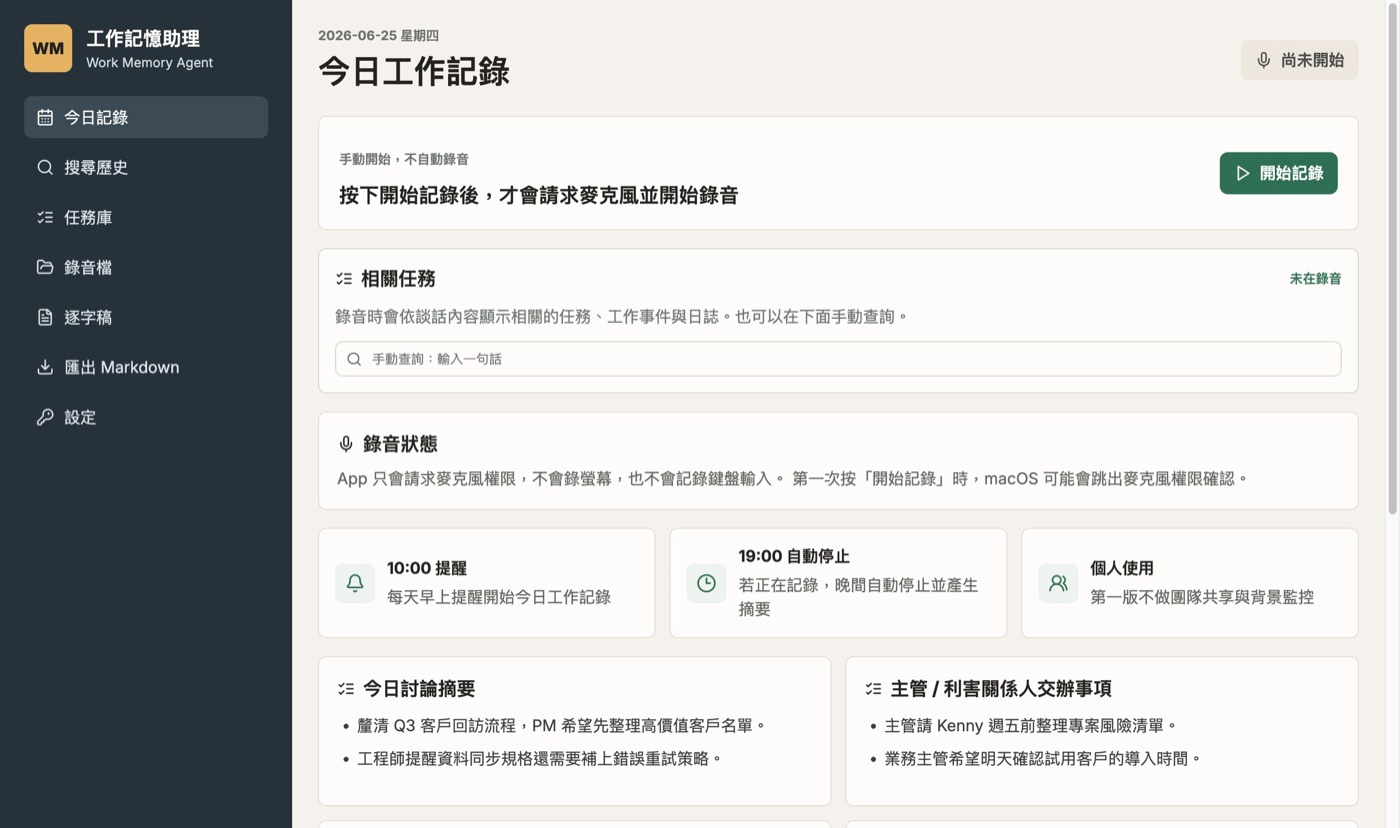 WM
工作記憶助理
Work Memory Agent
今日記錄
搜尋歷史
任務庫
錄音檔
逐字稿
匯出 Markdown
設定
2026-06-25 星期四
今日工作記錄
尚未開始
手動開始，不自動錄音
按下開始記錄後，才會請求麥克風並開始錄音
開始記錄
相關任務
未在錄音
錄音時會依談話內容顯示相關的任務、工作事件與日誌。也可以在下面手動查詢。
手動查詢：輸入一句話
錄音狀態
App 只會請求麥克風權限，不會錄螢幕，也不會記錄鍵盤輸入。 第一次按「開始記錄」時，macOS 可能會跳出麥克風權限確認。
10:00 提醒
每天早上提醒開始今日工作記錄
19:00 自動停止
若正在記錄，晚間自動停止並產生
摘要
個人使用
第一版不做團隊共享與背景監控
今日討論摘要
• 釐清 Q3 客戶回訪流程，PM 希望先整理高價值客戶名單。
• 工程師提醒資料同步規格還需要補上錯誤重試策略。
主管 / 利害關係人交辦事項
• 主管請 Kenny 週五前整理專案風險清單。
• 業務主管希望明天確認試用客戶的導入時間。